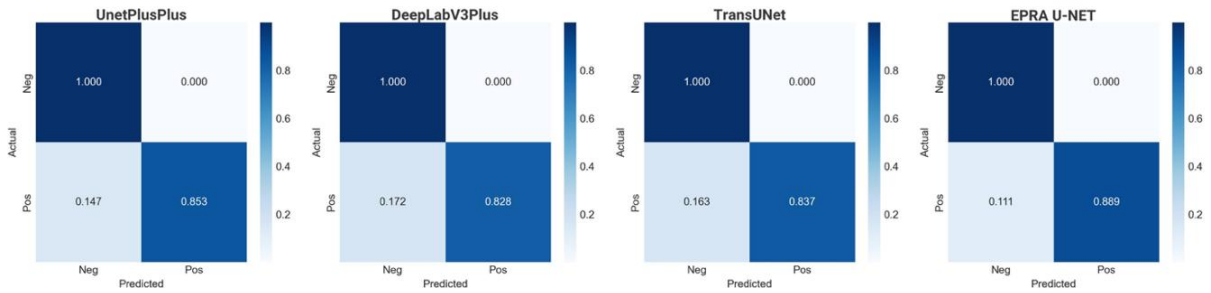 UnetPlusPlus
Neg
1.000
0.000
0.8
0.6
0.4
0.2
Actual
Pos
0.147
0.853
Neg
Pos
Predicted
DeepLabV3Plus
Neg
1.000
0.000
0.8
0.6
0.4
0.2
Actual
Pos
0.172
0.828
Neg
Pos
Predicted
TransUNet
Neg
1.000
0.000
0.8
0.6
0.4
0.2
Actual
Pos
0.163
0.837
Neg
Pos
Predicted
EPRA U-NET
Neg
1.000
0.000
0.8
0.6
0.4
0.2
Actual
Pos
0.111
0.889
Neg
Pos
Predicted